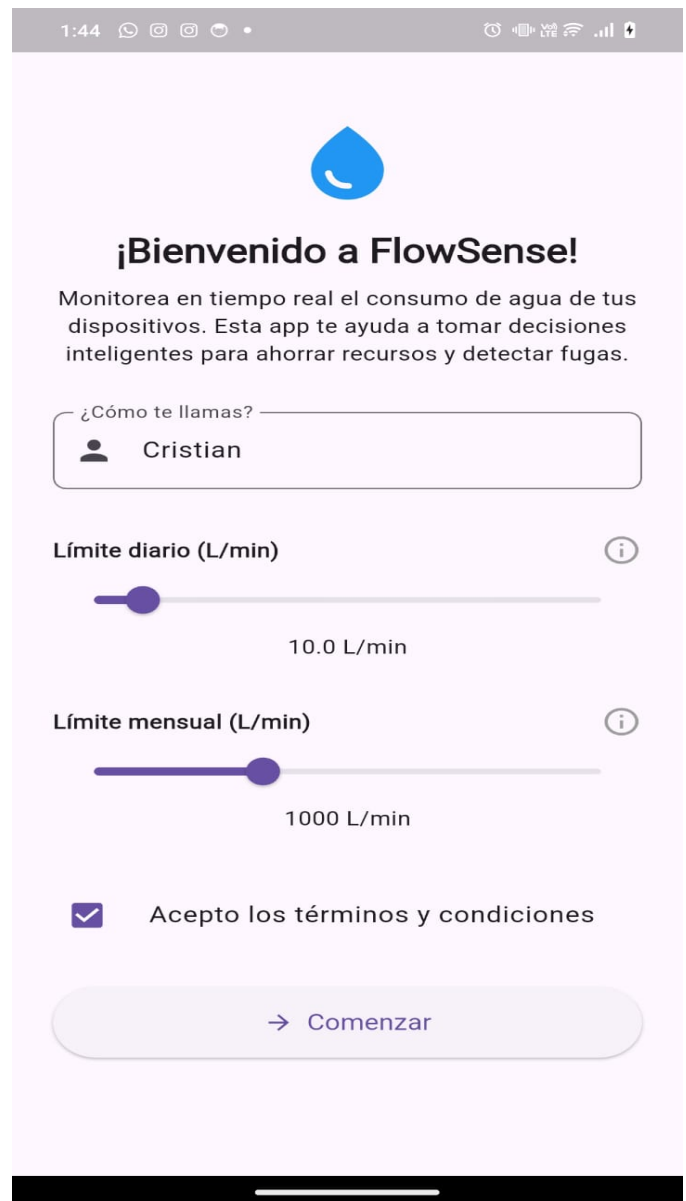 1:44
Vo)) LTE
¡Bienvenido a FlowSense!
Monitorea en tiempo real el consumo de agua de tus
dispositivos. Esta app te ayuda a tomar decisiones
inteligentes para ahorrar recursos y detectar fugas.
¿Cómo te llamas?
Cristian
Límite diario (L/min)
10.0 L/min
Límite mensual (L/min)
1000 L/min
Acepto los términos y condiciones
→ Comenzar